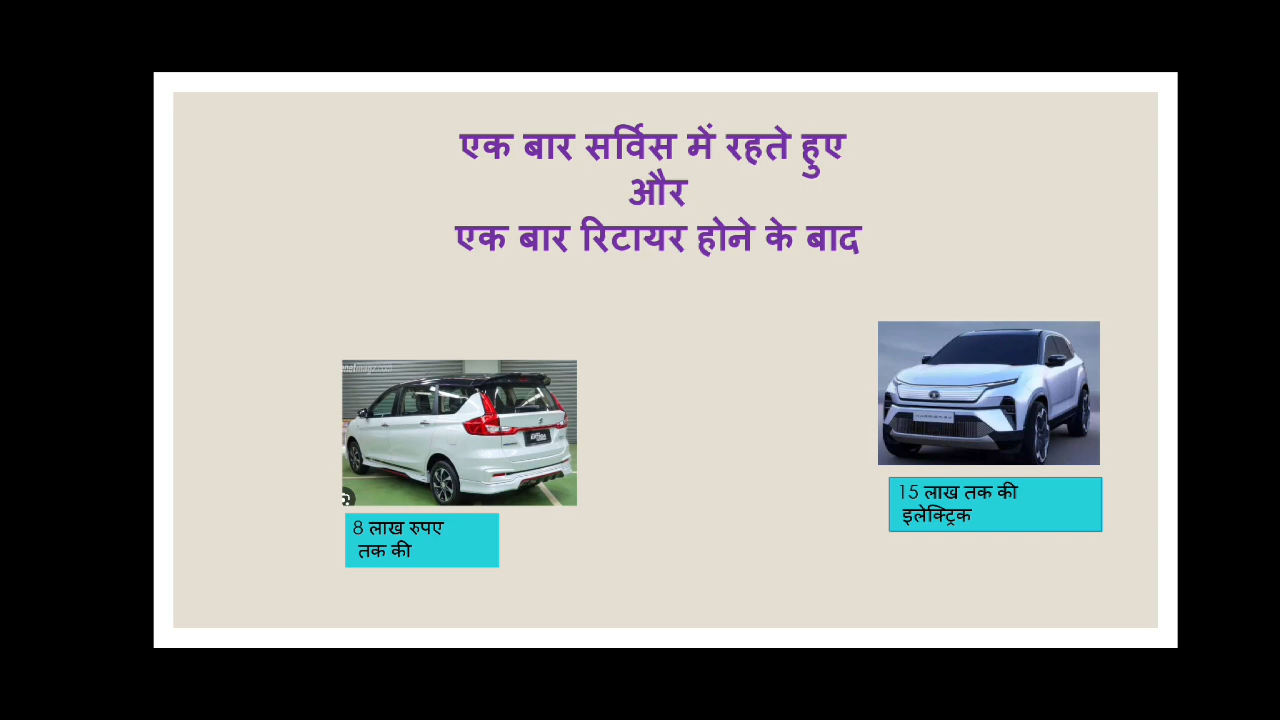 एक बार सर्विस में रहते हुए
और
एक बार रिटायर होने के बाद
8 लाख रुपए
तक की
15 लाख तक की
इलेक्ट्रिक